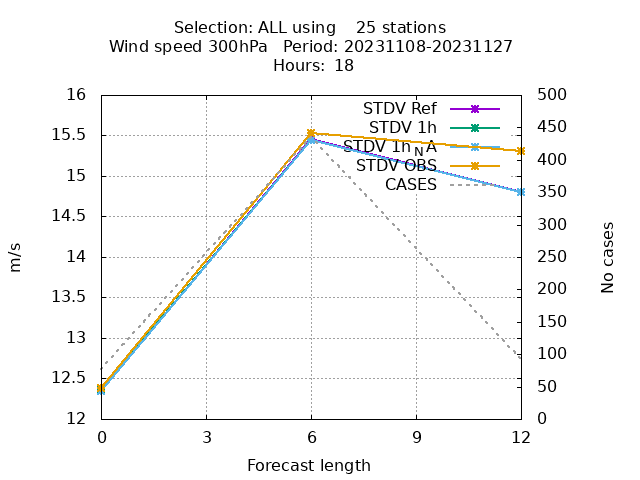 Selection: ALL using    25 stations
Wind speed 300hPa   Period: 20231108-20231127
Hours: 18
STDV Ref
STDV 1h
STDV 1h_NA
STDV OBS
CASES
16
15.5
15
14.5
14
13.5
13
12.5
12
500
450
400
350
300
250
200
150
100
50
0
m/s
No cases
0 3 6 9 12
Forecast length